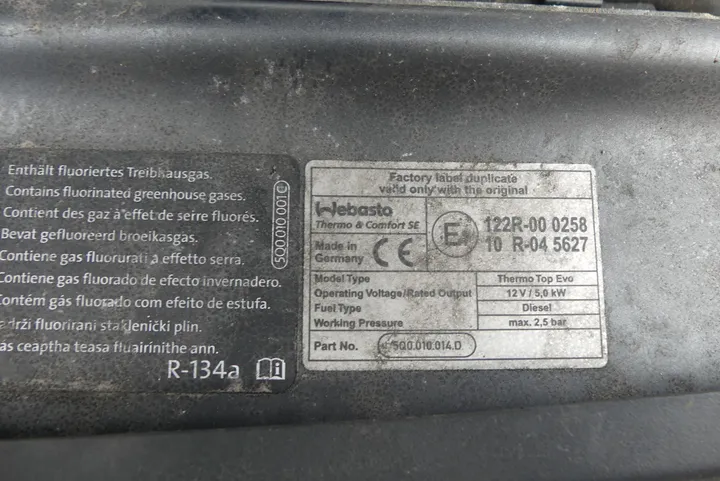 Enthält fluoriertes Treibhausgas.
Contains fluorinated greenhouse gases.
Contient des gaz à effet de serre fluorés.
Bevat gefluoreerd broeikasgas.
Contiene gas fluorurati a effetto serra.
Contiene gas fluorado de efecto invernadero.
Contém gás fluorado com efeito de estufa.
adrži fluorirani staklenički plin.
ás ceaptha teasa fluairínithe ann.
R-134a
5Q0 010 001 C
Factory label duplicate
valid only with the original
Webasto
Thermo & Comfort SE
Made in
Germany
CE
E1
122R-00 0258
10 R-04 5627
Model Type Thermo Top Evo
Operating Voltage/Rated Output 12 V / 5,0 kW
Fuel Type Diesel
Working Pressure max. 2,5 bar
Part No. 5Q0.010.014.D